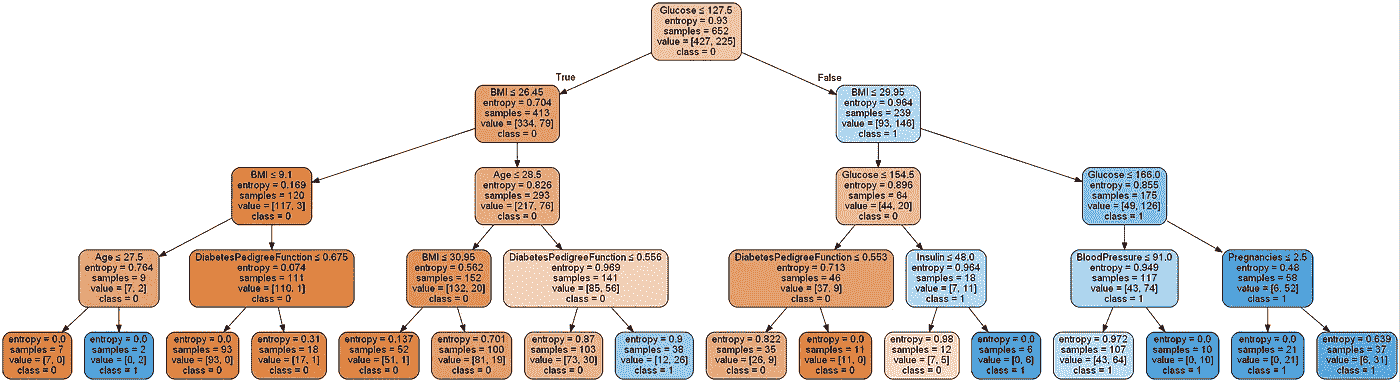 Glucose ≤ 127.5
entropy = 0.93
samples = 652
value = [427, 225]
class = 0
True
False
BMI ≤ 26.45
entropy = 0.704
samples = 413
value = [334, 79]
class = 0
BMI ≤ 29.95
entropy = 0.964
samples = 239
value = [93, 146]
class = 1
BMI ≤ 9.1
entropy = 0.169
samples = 120
value = [117, 3]
class = 0
Age ≤ 28.5
entropy = 0.826
samples = 293
value = [217, 76]
class = 0
Glucose ≤ 154.5
entropy = 0.896
samples = 64
value = [44, 20]
class = 0
Glucose ≤ 166.0
entropy = 0.855
samples = 175
value = [49, 126]
class = 1
Age ≤ 27.5
entropy = 0.764
samples = 9
value = [7, 2]
class = 0
DiabetesPedigreeFunction ≤ 0.675
entropy = 0.074
samples = 111
value = [110, 1]
class = 0
BMI ≤ 30.95
entropy = 0.562
samples = 152
value = [132, 20]
class = 0
DiabetesPedigreeFunction ≤ 0.556
entropy = 0.969
samples = 141
value = [85, 56]
class = 0
DiabetesPedigreeFunction ≤ 0.553
entropy = 0.713
samples = 46
value = [37, 9]
class = 0
Insulin ≤ 48.0
entropy = 0.964
samples = 18
value = [7, 11]
class = 1
BloodPressure ≤ 91.0
entropy = 0.949
samples = 117
value = [43, 74]
class = 1
Pregnancies ≤ 2.5
entropy = 0.48
samples = 58
value = [6, 52]
class = 1
entropy = 0.0
samples = 7
value = [7, 0]
class = 0
entropy = 0.0
samples = 2
value = [0, 2]
class = 1
entropy = 0.0
samples = 93
value = [93, 0]
class = 0
entropy = 0.31
samples = 18
value = [17, 1]
class = 0
entropy = 0.137
samples = 52
value = [51, 1]
class = 0
entropy = 0.701
samples = 100
value = [81, 19]
class = 0
entropy = 0.87
samples = 103
value = [73, 30]
class = 0
entropy = 0.9
samples = 38
value = [12, 26]
class = 1
entropy = 0.822
samples = 35
value = [26, 9]
class = 0
entropy = 0.0
samples = 11
value = [11, 0]
class = 0
entropy = 0.98
samples = 12
value = [7, 5]
class = 0
entropy = 0.0
samples = 6
value = [0, 6]
class = 1
entropy = 0.972
samples = 107
value = [43, 64]
class = 1
entropy = 0.0
samples = 10
value = [0, 10]
class = 1
entropy = 0.0
samples = 21
value = [0, 21]
class = 1
entropy = 0.639
samples = 37
value = [6, 31]
class = 1